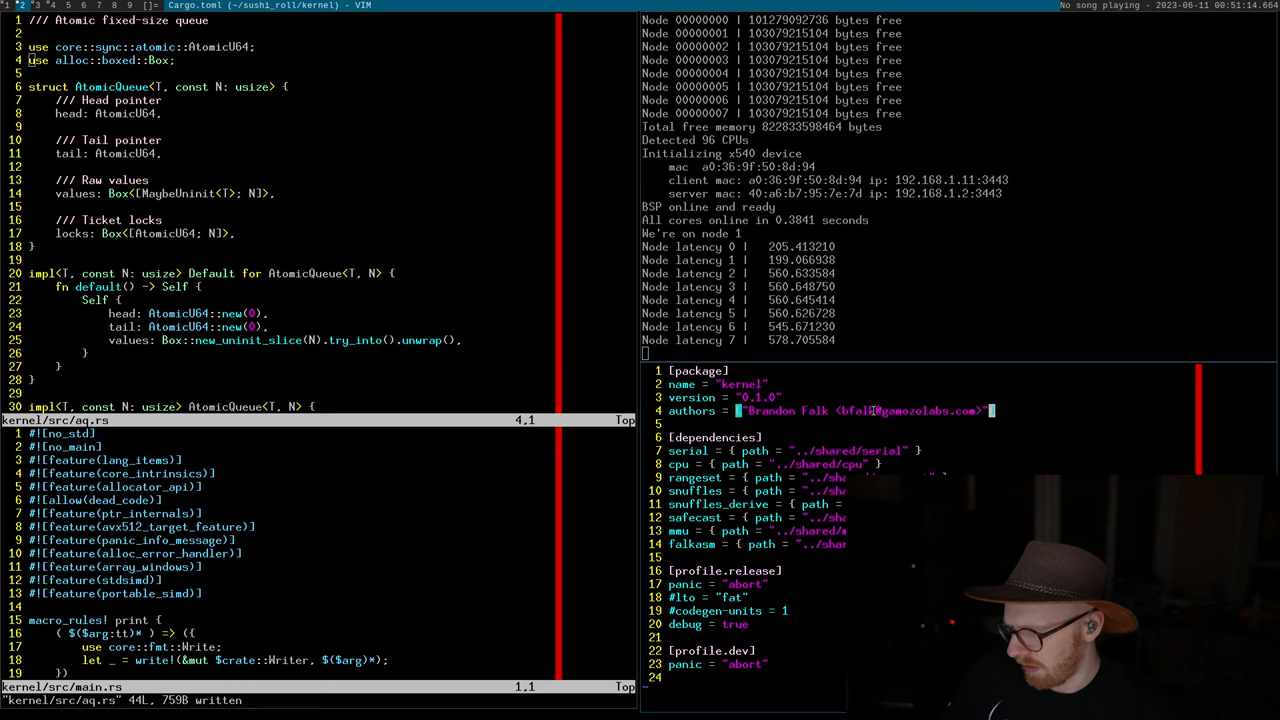 1 2 3 4 5 6 7 8 9 []= Cargo.toml (~/sushi_roll/kernel) - VIM
No song playing - 2023-06-11 00:51:14.664
1 /// Atomic fixed-size queue
2
3 use core::sync::atomic::AtomicU64;
4 use alloc::boxed::Box;
5
6 struct AtomicQueue<T, const N: usize> {
7 /// Head pointer
8 head: AtomicU64,
9
10 /// Tail pointer
11 tail: AtomicU64,
12
13 /// Raw values
14 values: Box<[MaybeUninit<T>; N]>,
15
16 /// Ticket locks
17 locks: Box<[AtomicU64; N]>,
18 }
19
20 impl<T, const N: usize> Default for AtomicQueue<T, N> {
21 fn default() -> Self {
22 Self {
23 head: AtomicU64::new(0),
24 tail: AtomicU64::new(0),
25 values: Box::new_uninit_slice(N).try_into().unwrap(),
26 }
27 }
28 }
29
30 impl<T, const N: usize> AtomicQueue<T, N> {
kernel/src/aq.rs 4,1 Top
1 #![no_std]
2 #![no_main]
3 #![feature(lang_items)]
4 #![feature(core_intrinsics)]
5 #![feature(allocator_api)]
6 #![allow(dead_code)]
7 #![feature(ptr_internals)]
8 #![feature(avx512_target_feature)]
9 #![feature(panic_info_message)]
10 #![feature(alloc_error_handler)]
11 #![feature(array_windows)]
12 #![feature(stdsimd)]
13 #![feature(portable_simd)]
14
15 macro_rules! print {
16 ( $($arg:tt)* ) => ({
17 use core::fmt::Write;
18 let _ = write!(&mut $crate::Writer, $($arg)*);
19 })
kernel/src/main.rs 1,1 Top
"kernel/src/aq.rs" 44L, 759B written
Node 00000000 | 101279092736 bytes free
Node 00000001 | 103079215104 bytes free
Node 00000002 | 103079215104 bytes free
Node 00000003 | 103079215104 bytes free
Node 00000004 | 103079215104 bytes free
Node 00000005 | 103079215104 bytes free
Node 00000006 | 103079215104 bytes free
Node 00000007 | 103079215104 bytes free
Total free memory 822833598464 bytes
Detected 96 CPUs
Initializing x540 device
mac a0:36:9f:50:8d:94
client mac: a0:36:9f:50:8d:94 ip: 192.168.1.11:3443
server mac: 40:a6:b7:95:7e:7d ip: 192.168.1.2:3443
BSP online and ready
All cores online in 0.3841 seconds
We're on node 1
Node latency 0 | 205.413210
Node latency 1 | 199.066938
Node latency 2 | 560.633584
Node latency 3 | 560.648750
Node latency 4 | 560.645414
Node latency 5 | 560.626728
Node latency 6 | 545.671230
Node latency 7 | 578.705584
1 [package]
2 name = "kernel"
3 version = "0.1.0"
4 authors = ["Brandon Falk <bfalk@gamozolabs.com>"]
5
6 [dependencies]
7 serial = { path = "../shared/serial" }
8 cpu = { path = "../shared/cpu" }
9 rangeset = { path = "../sha
10 snuffles = { path = "../sha
11 snuffles_derive = { path =
12 safecast = { path = "../sha
13 mmu = { path = "../shared/m
14 falkasm = { path = "../shar
15
16 [profile.release]
17 panic = "abort"
18 #lto = "fat"
19 #codegen-units = 1
20 debug = true
21
22 [profile.dev]
23 panic = "abort"
24
~